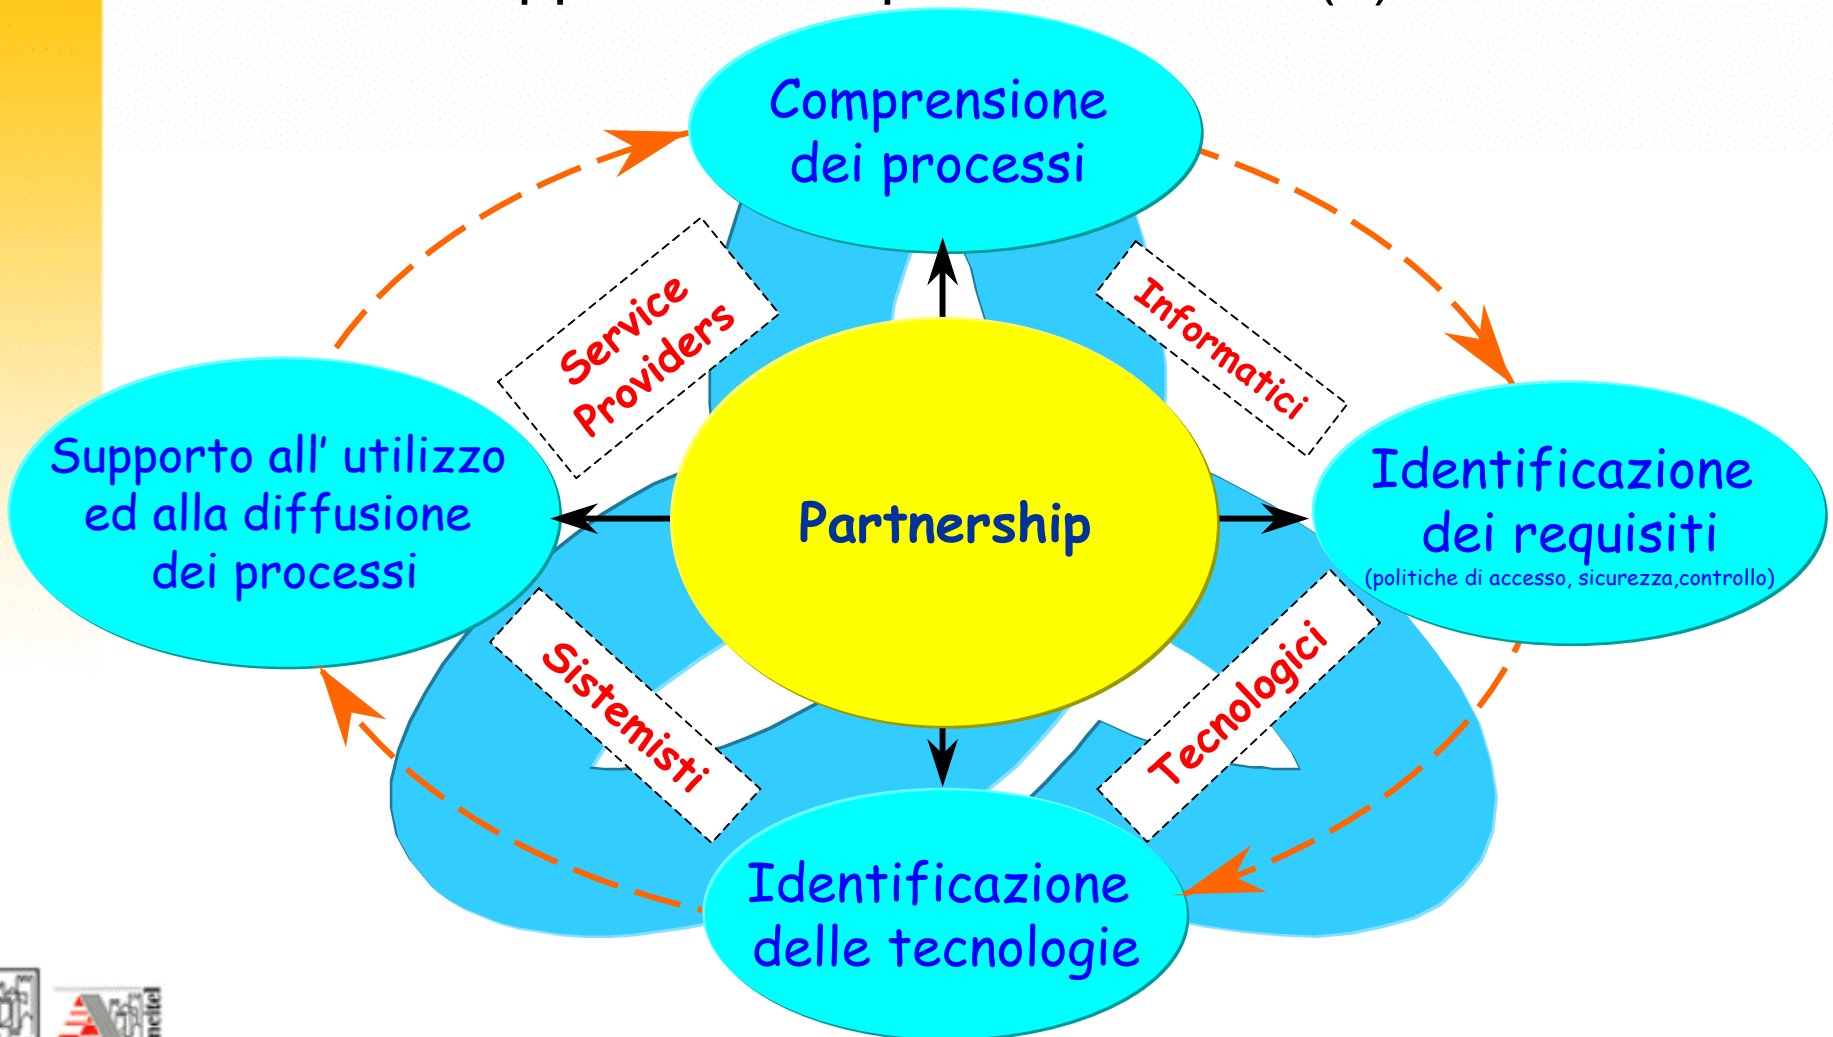 Comprensione
dei processi
Service
Providers
Informatici
Supporto all’ utilizzo
ed alla diffusione
dei processi
Partnership
Identificazione
dei requisiti
(politiche di accesso, sicurezza,controllo)
Sistemisti
Tecnologici
Identificazione
delle tecnologie